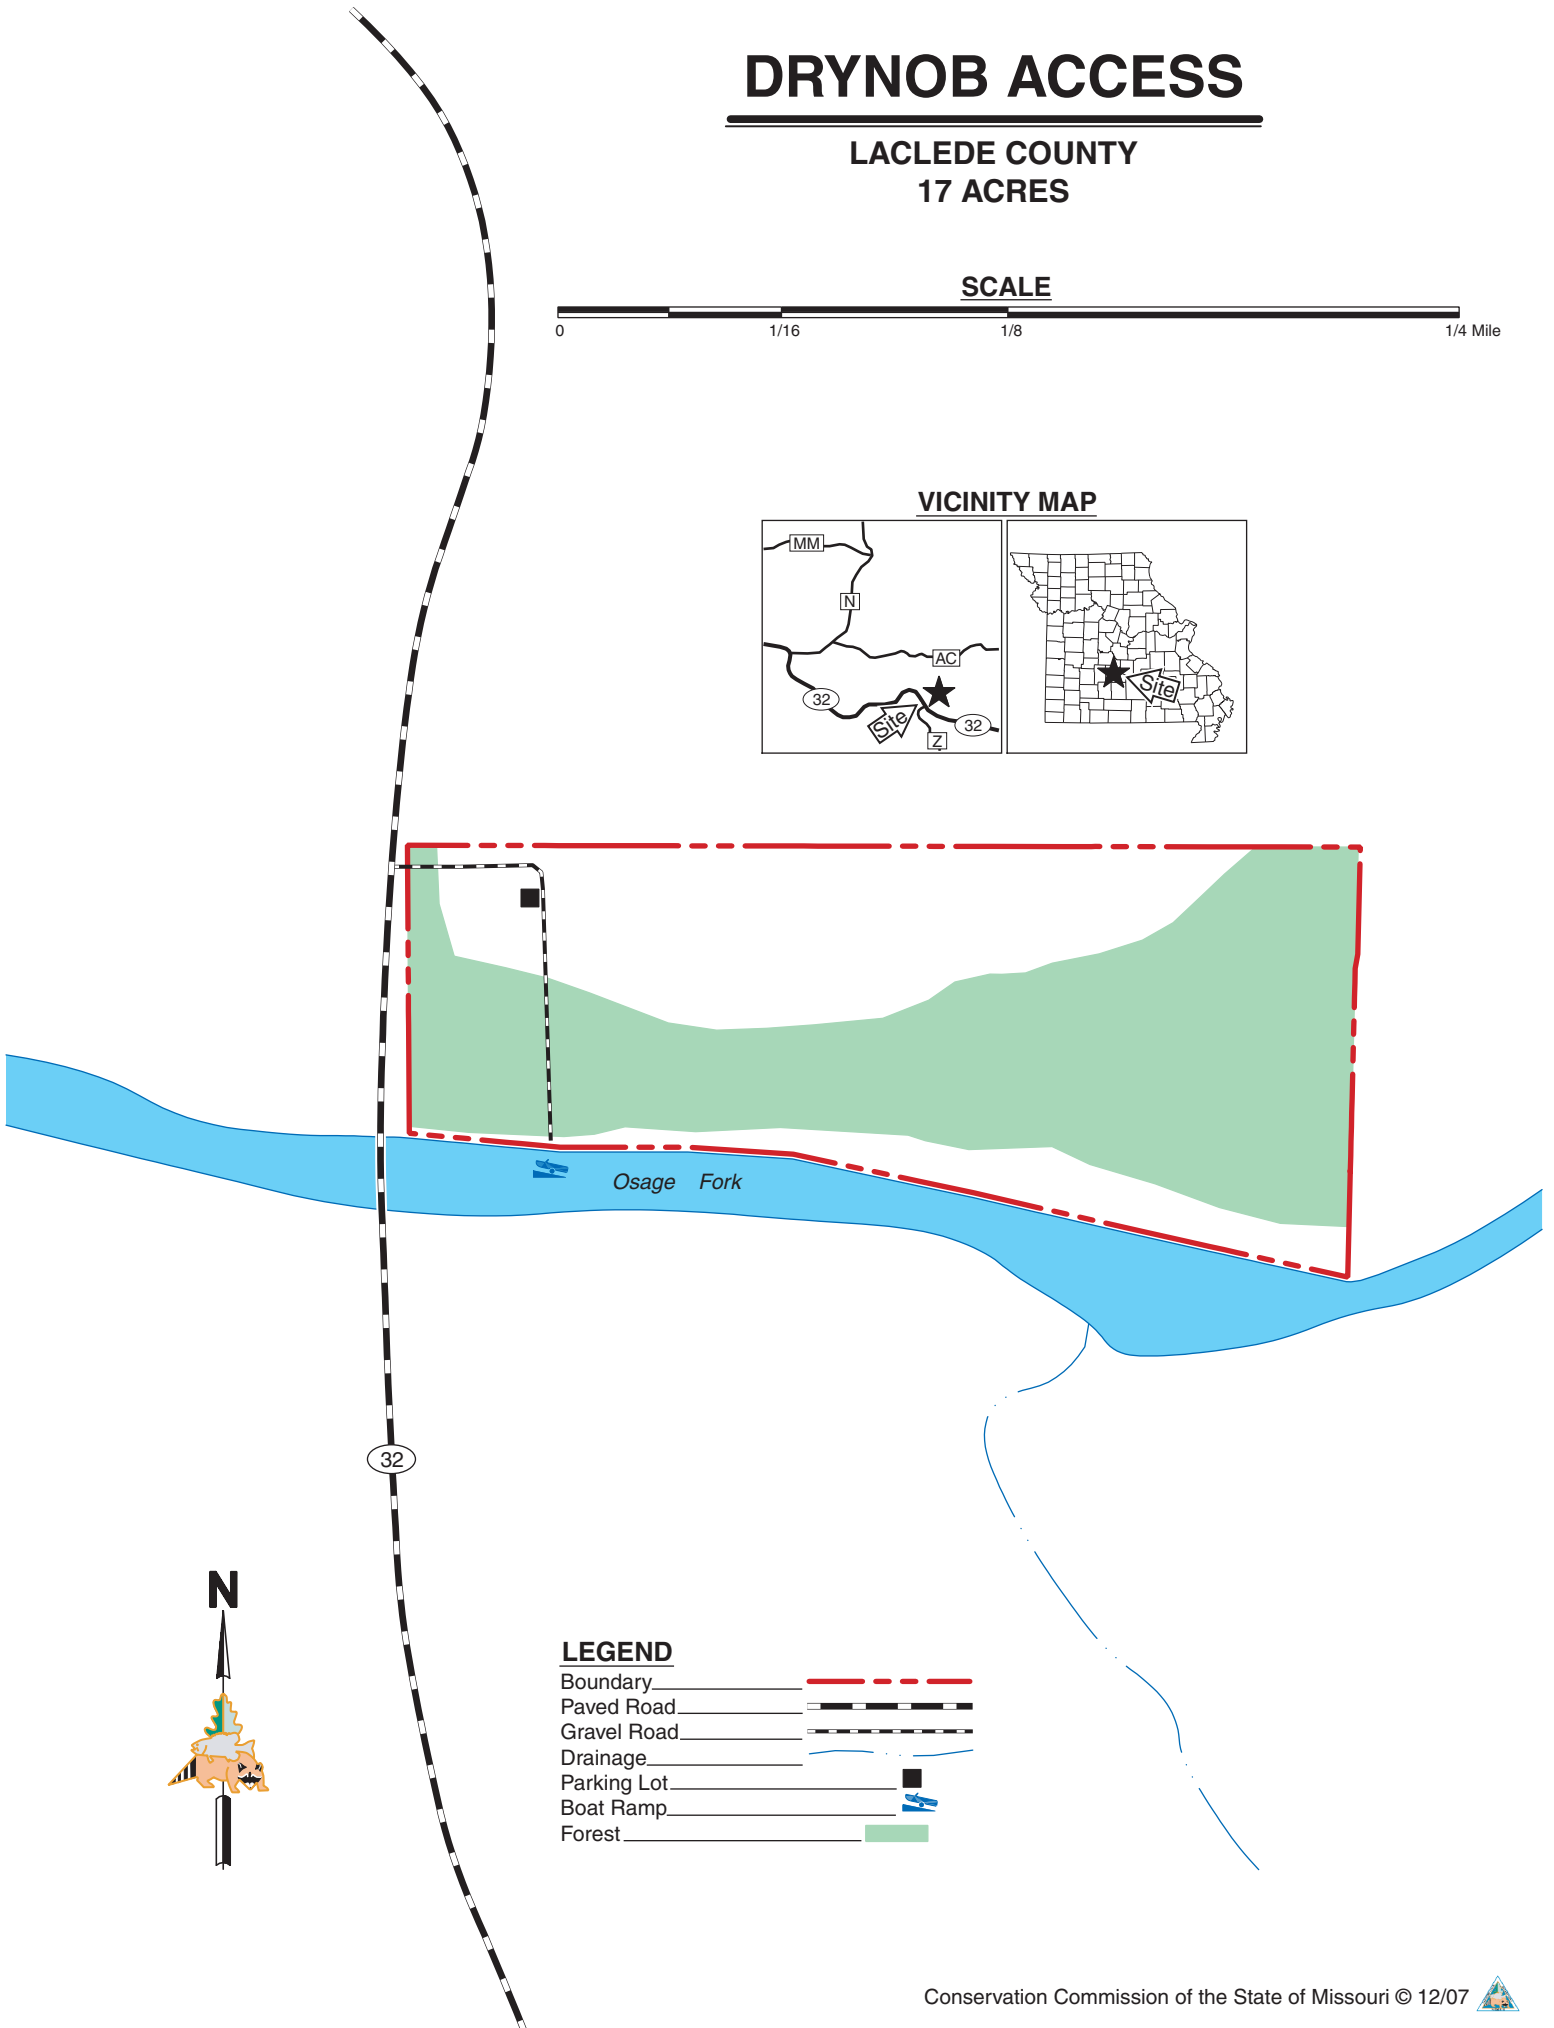 DRYNOB ACCESS
LACLEDE COUNTY
17 ACRES
SCALE
0 1/16 1/8 1/4 Mile
VICINITY MAP
MM
N
AC
32
Site
32
Z
Site
Osage Fork
32
N
LEGEND
Boundary
Paved Road
Gravel Road
Drainage
Parking Lot
Boat Ramp
Forest
Conservation Commission of the State of Missouri © 12/07